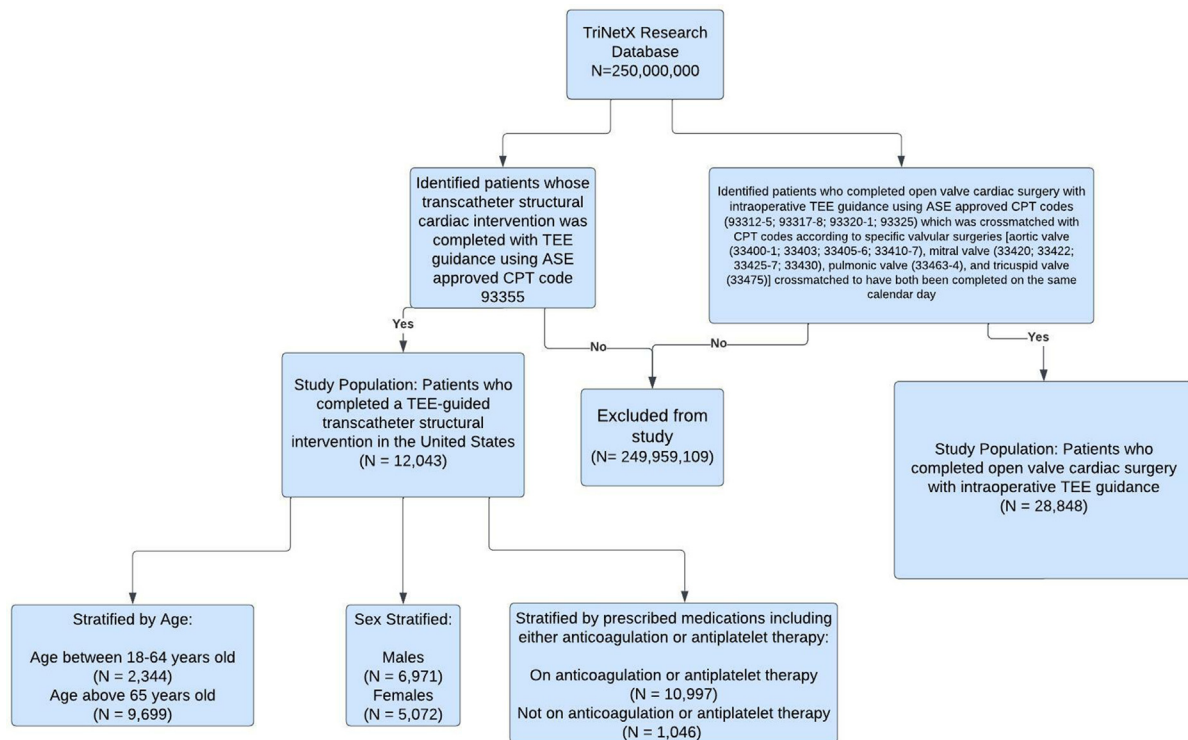 TriNetX Research
Database
N=250,000,000
Identified patients whose
transcatheter structural
cardiac intervention was
completed with TEE
guidance using ASE
approved CPT code
93355
Identified patients who completed open valve cardiac surgery with
intraoperative TEE guidance using ASE approved CPT codes
(93312-5; 93317-8; 93320-1; 93325) which was crossmatched with
CPT codes according to specific valvular surgeries [aortic valve
(33400-1; 33403; 33405-6; 33410-7), mitral valve (33420; 33422;
33425-7; 33430), pulmonic valve (33463-4), and tricuspid valve
(33475)] crossmatched to have both been completed on the same
calendar day
Yes
No
No
Yes
Study Population: Patients who
completed a TEE-guided
transcatheter structural
intervention in the United States
(N = 12,043)
Excluded from
study
(N= 249,959,109)
Study Population: Patients who
completed open valve cardiac surgery
with intraoperative TEE guidance
(N = 28,848)
Stratified by Age:
Age between 18-64 years old
(N = 2,344)
Age above 65 years old
(N = 9,699)
Sex Stratified:
Males
(N = 6,971)
Females
(N = 5,072)
Stratified by prescribed medications including
either anticoagulation or antiplatelet therapy:
On anticoagulation or antiplatelet therapy
(N = 10,997)
Not on anticoagulation or antiplatelet therapy
(N = 1,046)